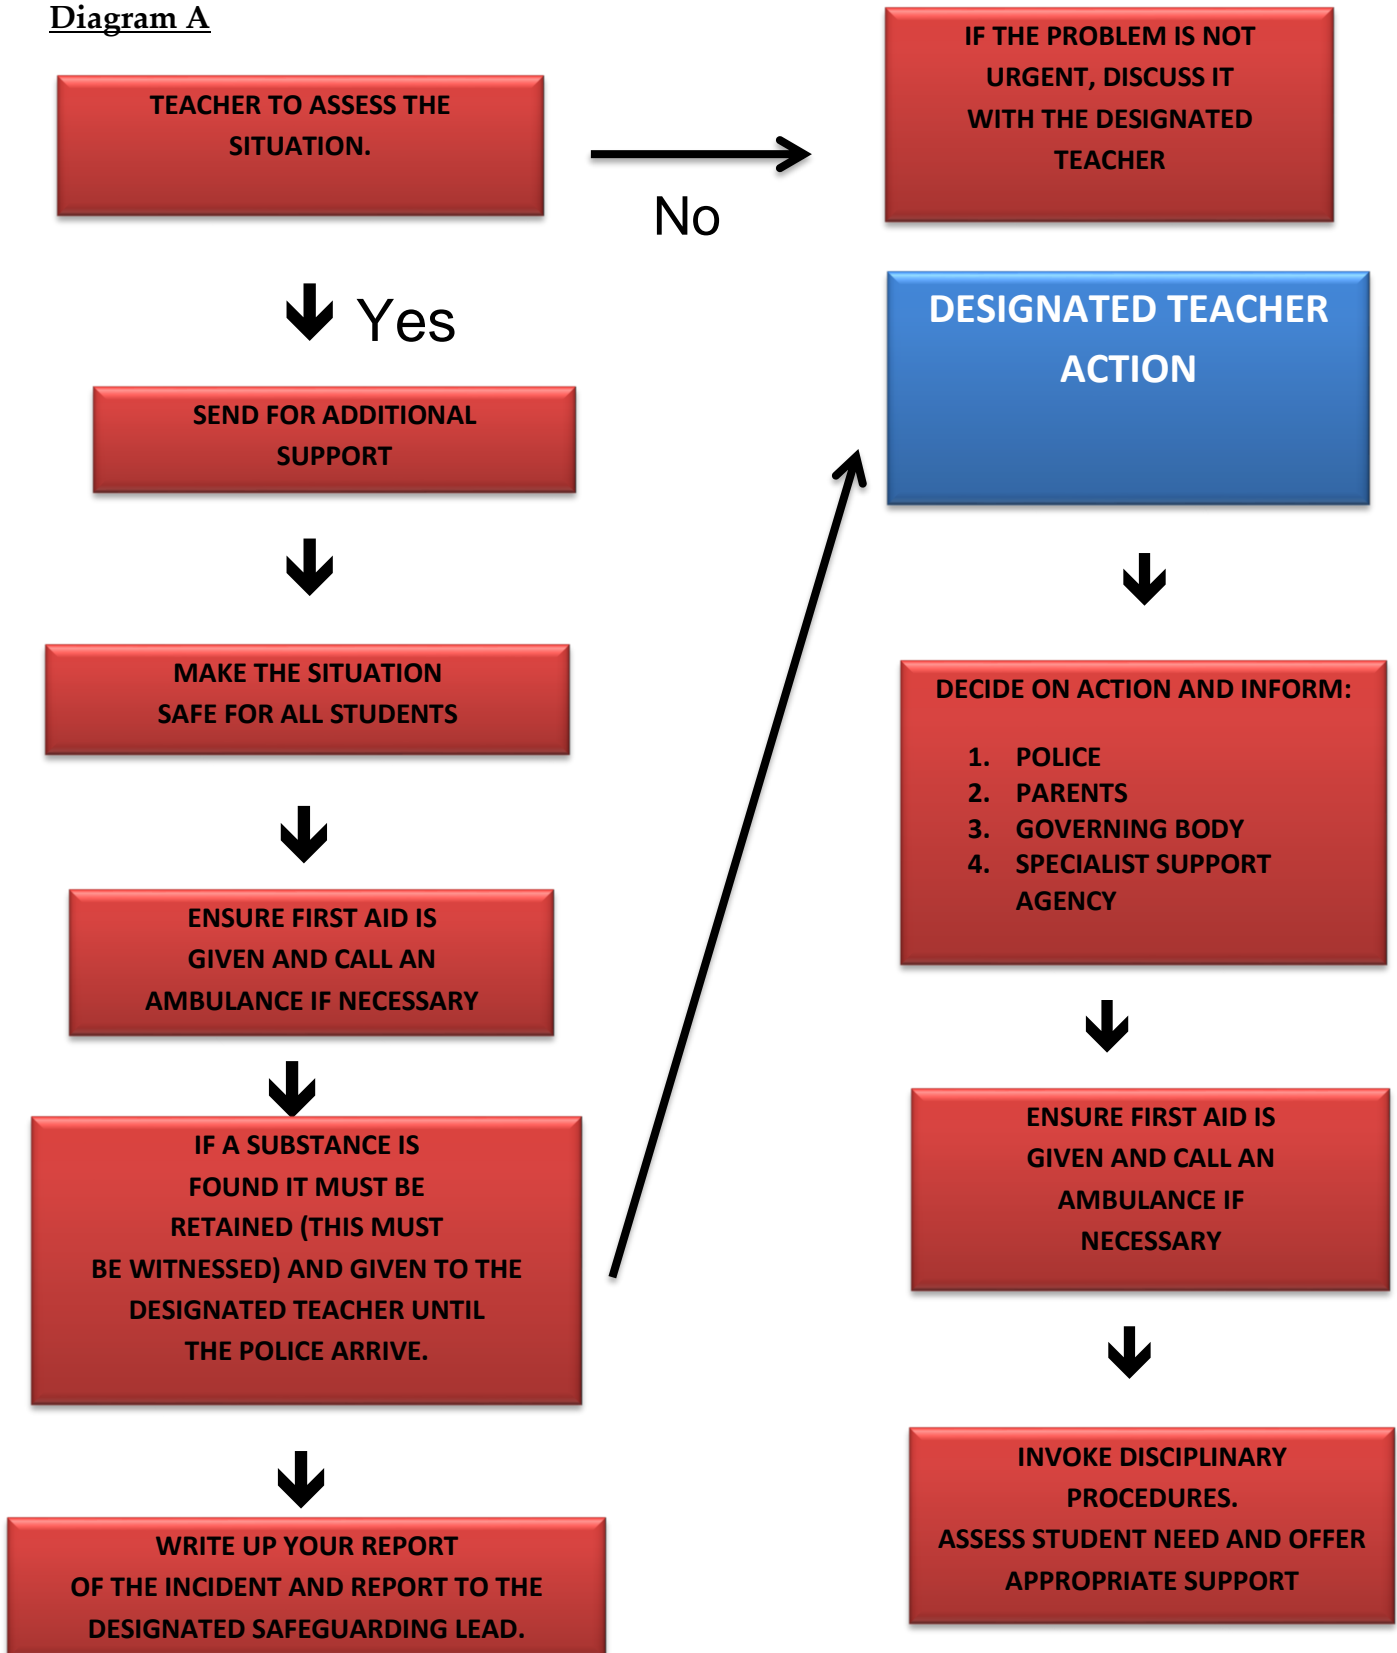 Diagram A
TEACHER TO ASSESS THE
SITUATION.
No
IF THE PROBLEM IS NOT
URGENT, DISCUSS IT
WITH THE DESIGNATED
TEACHER
Yes
SEND FOR ADDITIONAL
SUPPORT
MAKE THE SITUATION
SAFE FOR ALL STUDENTS
ENSURE FIRST AID IS
GIVEN AND CALL AN
AMBULANCE IF NECESSARY
IF A SUBSTANCE IS
FOUND IT MUST BE
RETAINED (THIS MUST
BE WITNESSED) AND GIVEN TO THE
DESIGNATED TEACHER UNTIL
THE POLICE ARRIVE.
WRITE UP YOUR REPORT
OF THE INCIDENT AND REPORT TO THE
DESIGNATED SAFEGUARDING LEAD.
DESIGNATED TEACHER
ACTION
DECIDE ON ACTION AND INFORM:
1. POLICE
2. PARENTS
3. GOVERNING BODY
4. SPECIALIST SUPPORT
AGENCY
ENSURE FIRST AID IS
GIVEN AND CALL AN
AMBULANCE IF
NECESSARY
INVOKE DISCIPLINARY
PROCEDURES.
ASSESS STUDENT NEED AND OFFER
APPROPRIATE SUPPORT